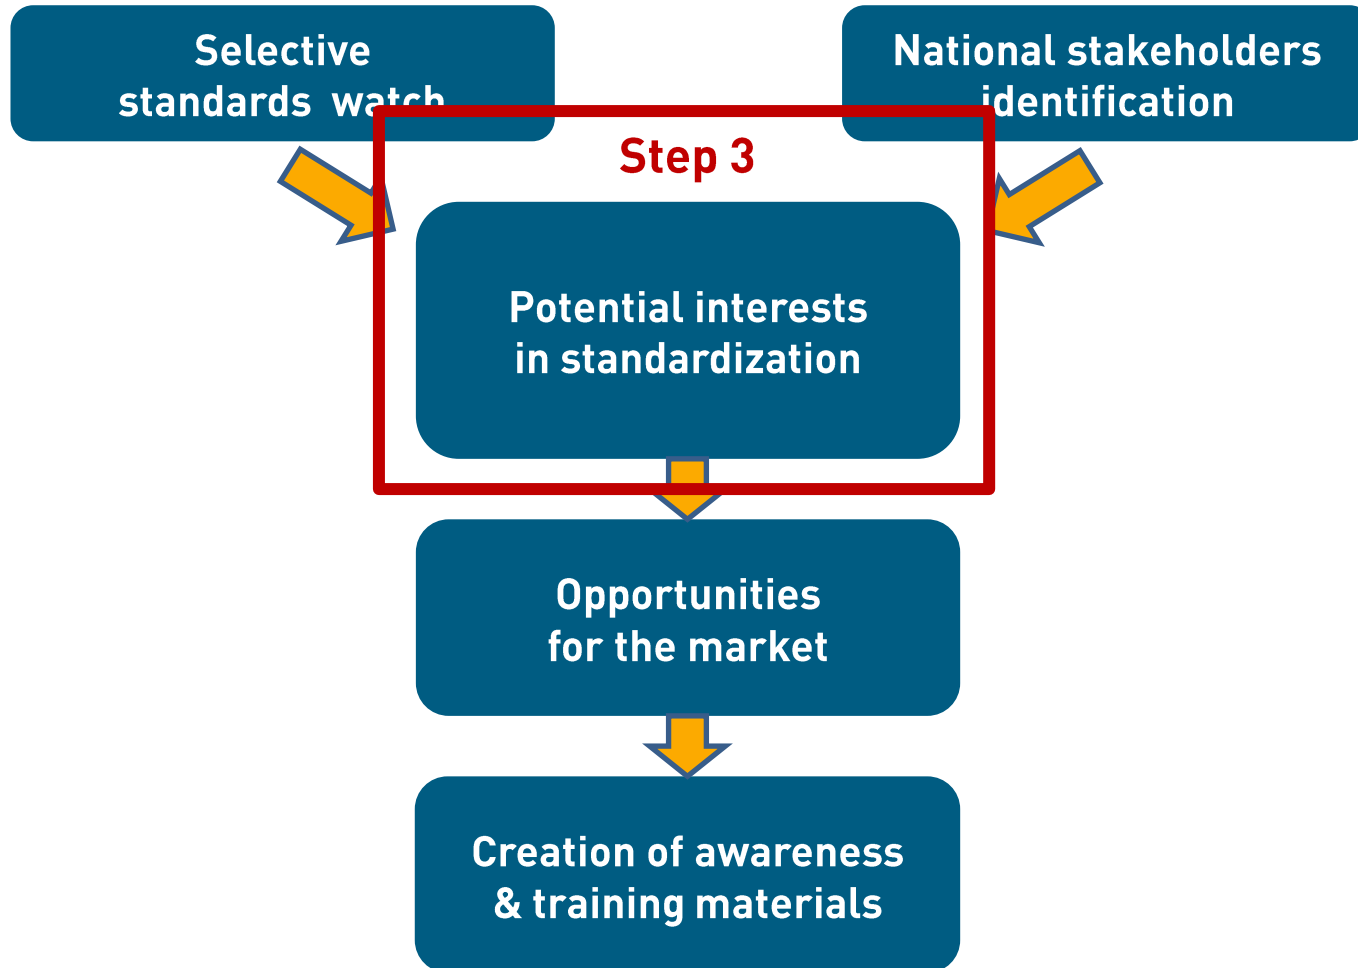 Selective
standards watch
National stakeholders
identification
Step 3
Potential interests
in standardization
Opportunities
for the market
Creation of awareness
& training materials